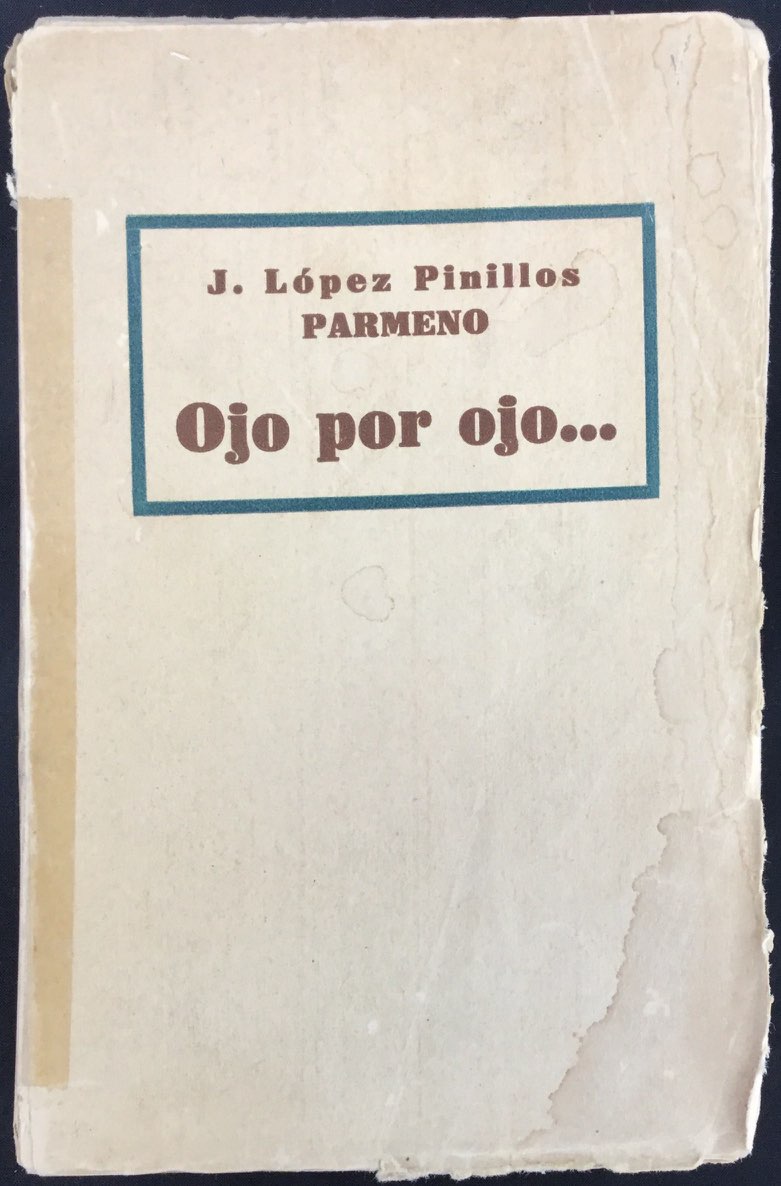 J. López Pinillos
PARMENO
Ojo por ojo...